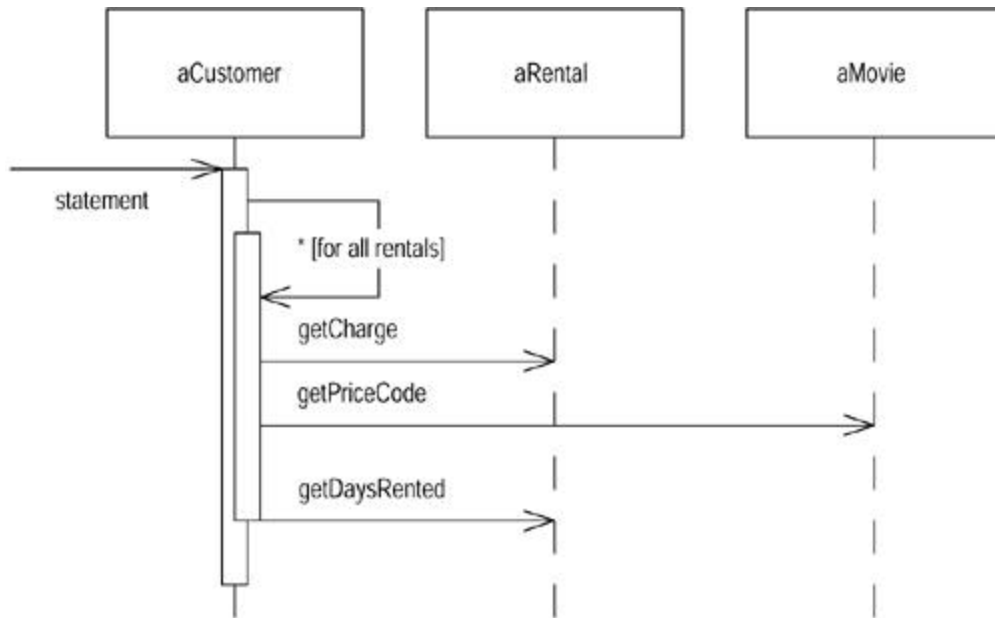 aCustomer
aRental
aMovie
statement
* [for all rentals]
getCharge
getPriceCode
getDaysRented